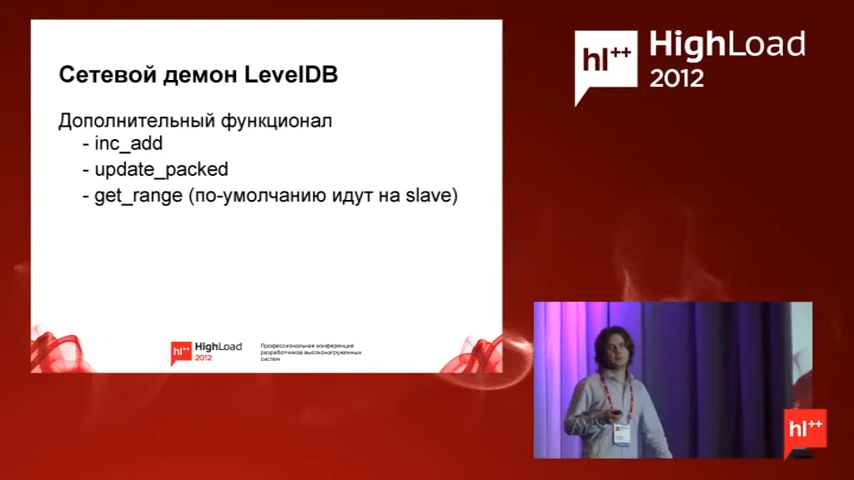 Сетевой демон LevelDB
Дополнительный функционал
- inc_add
- update_packed
- get_range (по-умолчанию идут на slave)
hl++
HighLoad
2012
Профессиональная конференция
разработчиков высоконагруженных
систем
hl++
HighLoad
2012
hl++